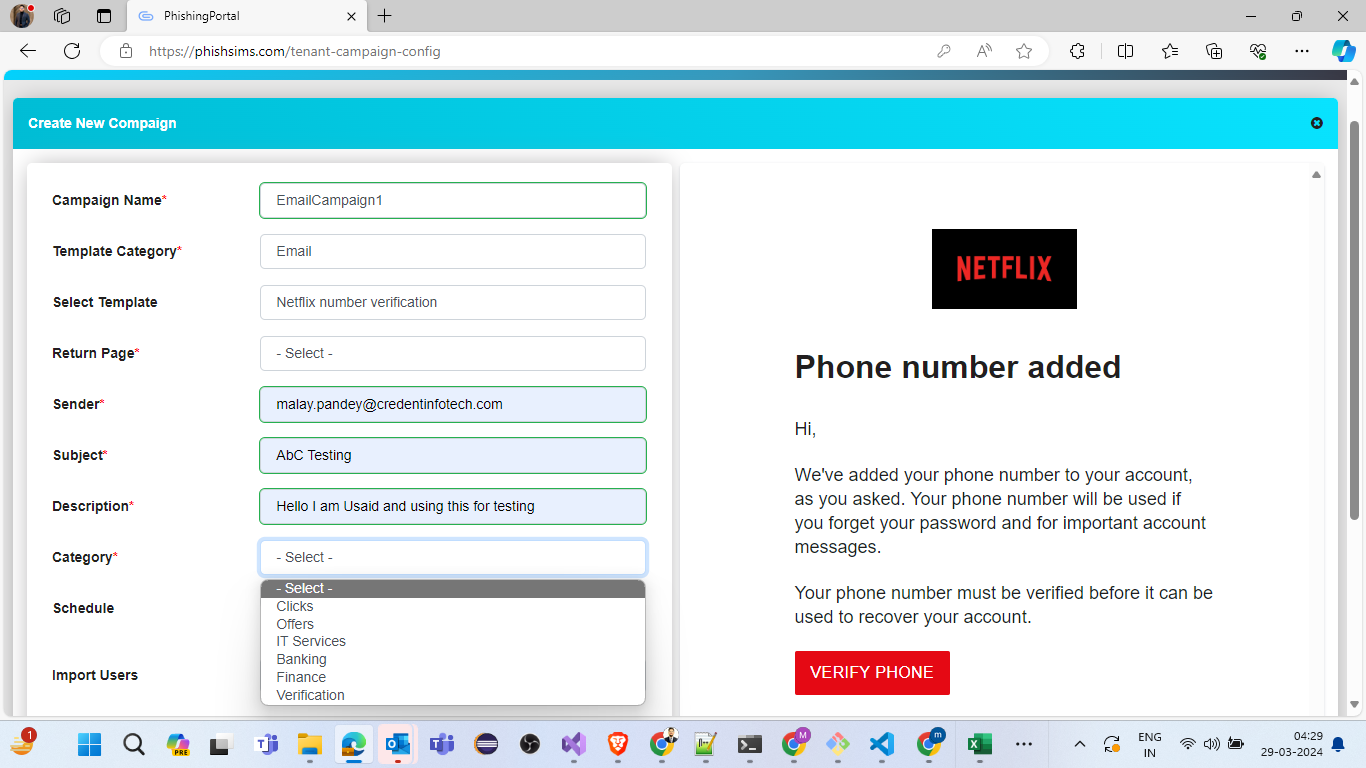 PhishingPortal
https://phishsims.com/tenant-campaign-config
Create New Compaign
Campaign Name*
EmailCampaign1
Template Category*
Email
Select Template
Netflix number verification
Return Page*
- Select -
Sender*
malay.pandey@credentinfotech.com
Subject*
AbC Testing
Description*
Hello I am Usaid and using this for testing
Category*
- Select -
- Select -
Clicks
Offers
IT Services
Banking
Finance
Verification
Schedule
Import Users
NETFLIX
Phone number added
Hi,
We've added your phone number to your account,
as you asked. Your phone number will be used if
you forget your password and for important account
messages.
Your phone number must be verified before it can be
used to recover your account.
VERIFY PHONE
1
PRE
M
m
ENG
IN
04:29
29-03-2024